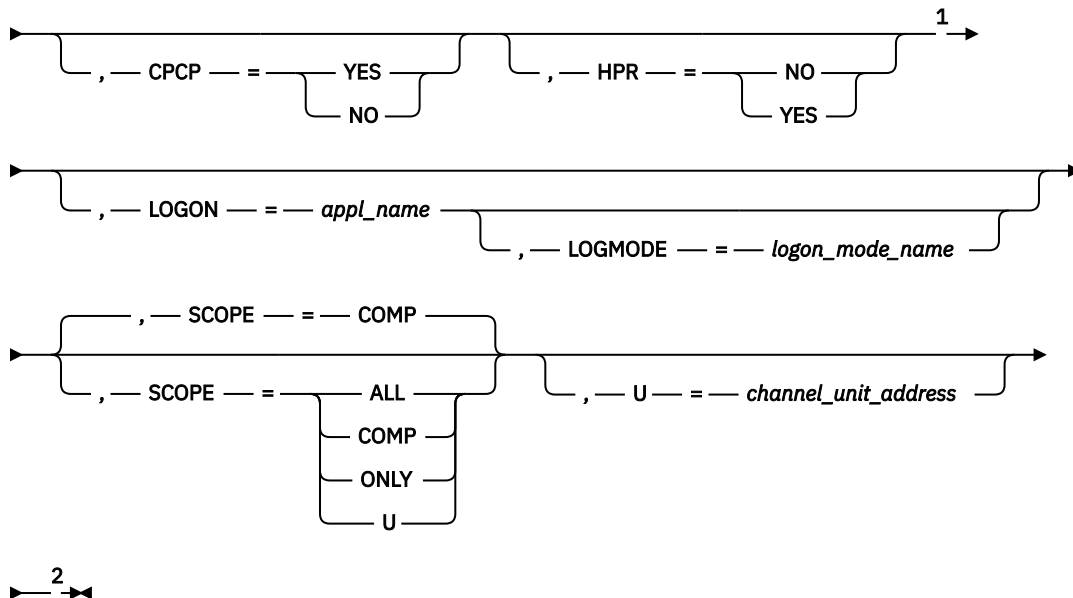 1
, CPCP = YES , HPR = NO
NO YES
, LOGON = appl_name
, LOGMODE = logon_mode_name
, SCOPE = COMP
, SCOPE = ALL , U = channel_unit_address
COMP
ONLY
U
2